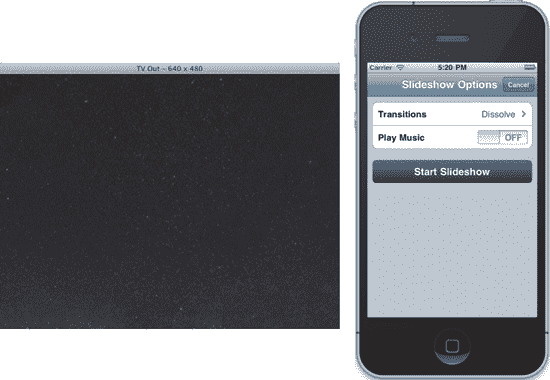 TV Out – 640 x 480
Carrier 5:20 PM
Slideshow Options Cancel
Transitions Dissolve >
Play Music OFF
Start Slideshow